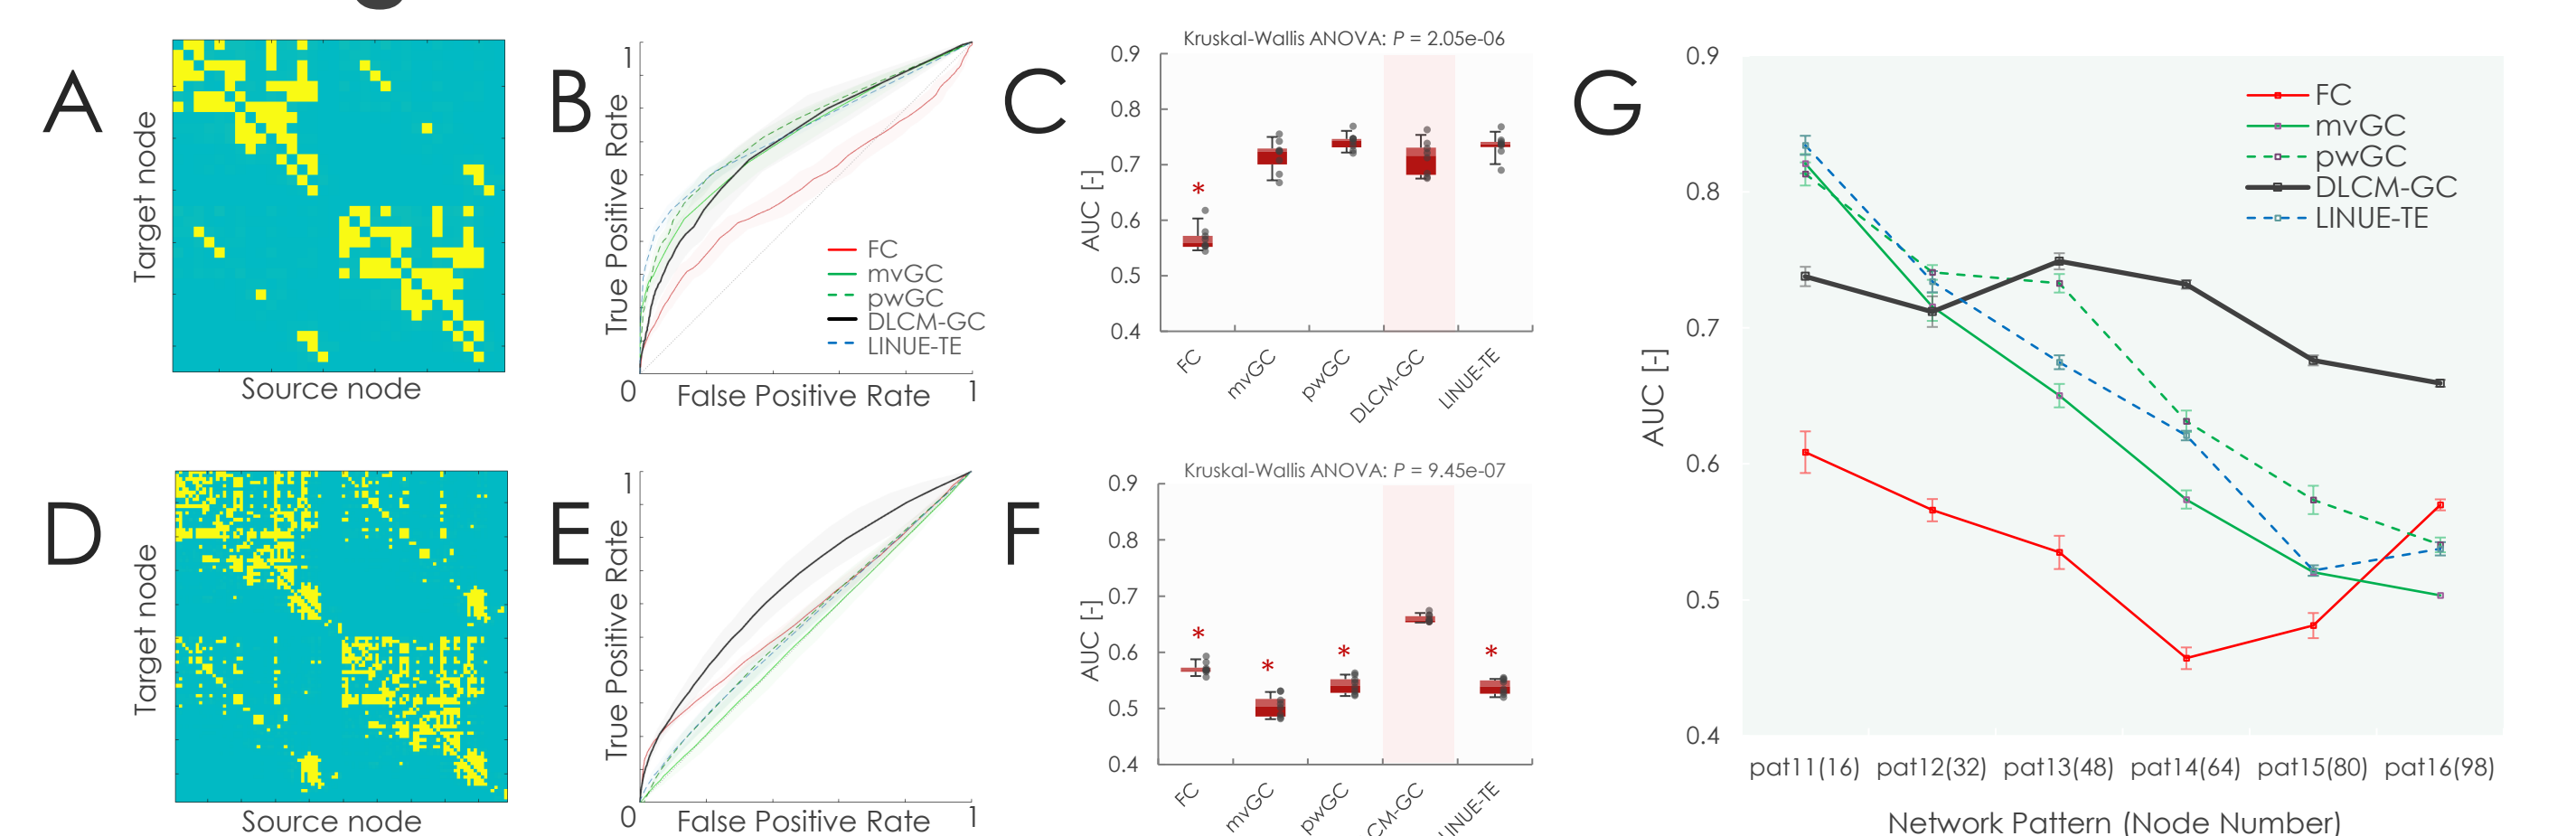 A
Target node
Source node
B
True Positive Rate
1
FC
mvGC
pwGC
DLCM-GC
LINUE-TE
0
False Positive Rate
1
C
Kruskal-Wallis ANOVA: P = 2.05e-06
AUC [-]
0.9
0.8
0.7
0.6
0.5
0.4
*
FC
mvGC
pwGC
DLCM-GC
LINUE-TE
D
Target node
Source node
E
True Positive Rate
1
0
False Positive Rate
1
F
Kruskal-Wallis ANOVA: P = 9.45e-07
AUC [-]
0.9
0.8
0.7
0.6
0.5
0.4
*
*
*
*
FC
mvGC
pwGC
CM-GC
LINUE-TE
G
AUC [-]
0.9
0.8
0.7
0.6
0.5
0.4
FC
mvGC
pwGC
DLCM-GC
LINUE-TE
pat11(16) pat12(32) pat13(48) pat14(64) pat15(80) pat16(98)
Network Pattern (Node Number)